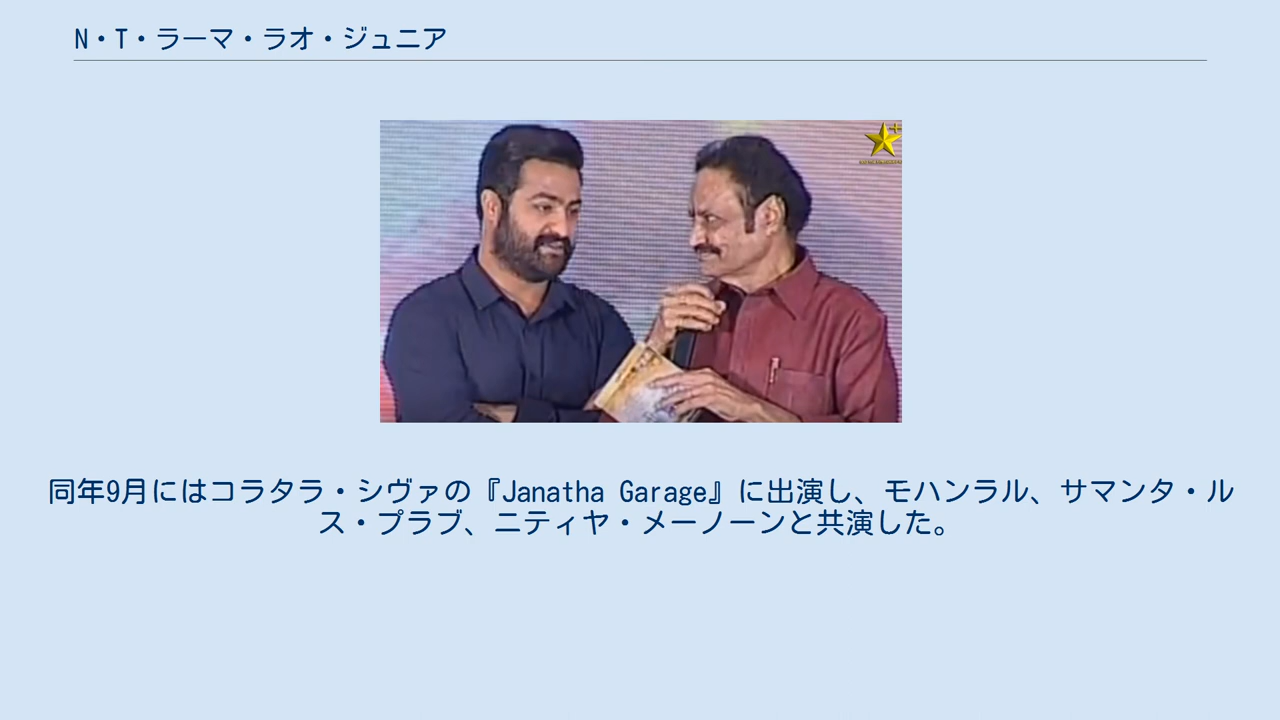 N・T・ラーマ・ラオ・ジュニア
同年9月にはコラタラ・シヴァの『Janatha Garage』に出演し、モハンラル、サマンタ・ル
ス・プラブ、ニティヤ・メーノーンと共演した。